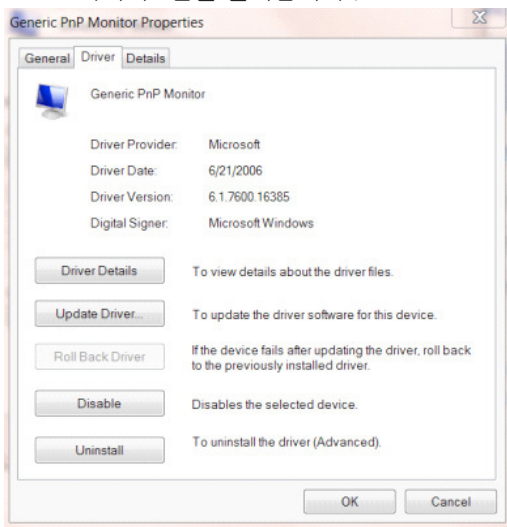 Generic PnP Monitor Properties
General Driver Details
Generic PnP Monitor
Driver Provider: Microsoft
Driver Date: 6/21/2006
Driver Version: 6.1.7600.16385
Digital Signer: Microsoft Windows
Driver Details To view details about the driver files.
Update Driver... To update the driver software for this device.
Roll Back Driver If the device fails after updating the driver, roll back
to the previously installed driver.
Disable Disables the selected device.
Uninstall To uninstall the driver (Advanced).
OK Cancel